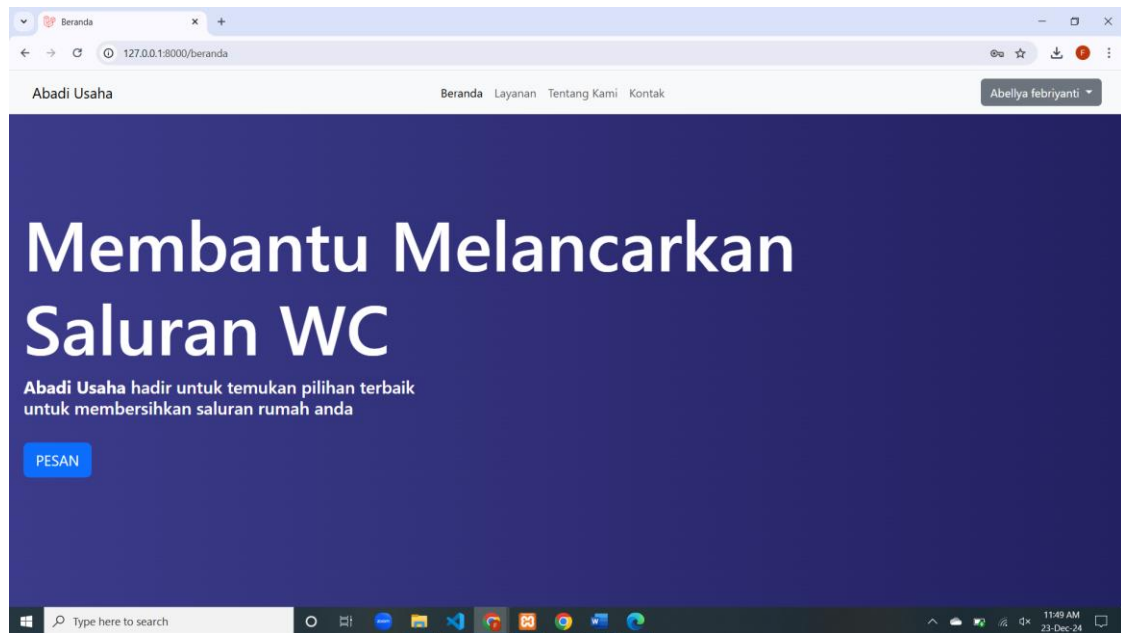 Beranda
127.0.0.1:8000/beranda
F
Abadi Usaha
Beranda Layanan Tentang Kami Kontak
Abellya febriyanti
Membantu Melancarkan
Saluran WC
Abadi Usaha hadir untuk temukan pilihan terbaik
untuk membersihkan saluran rumah anda
PESAN
Type here to search
11:49 AM
23-Dec-24